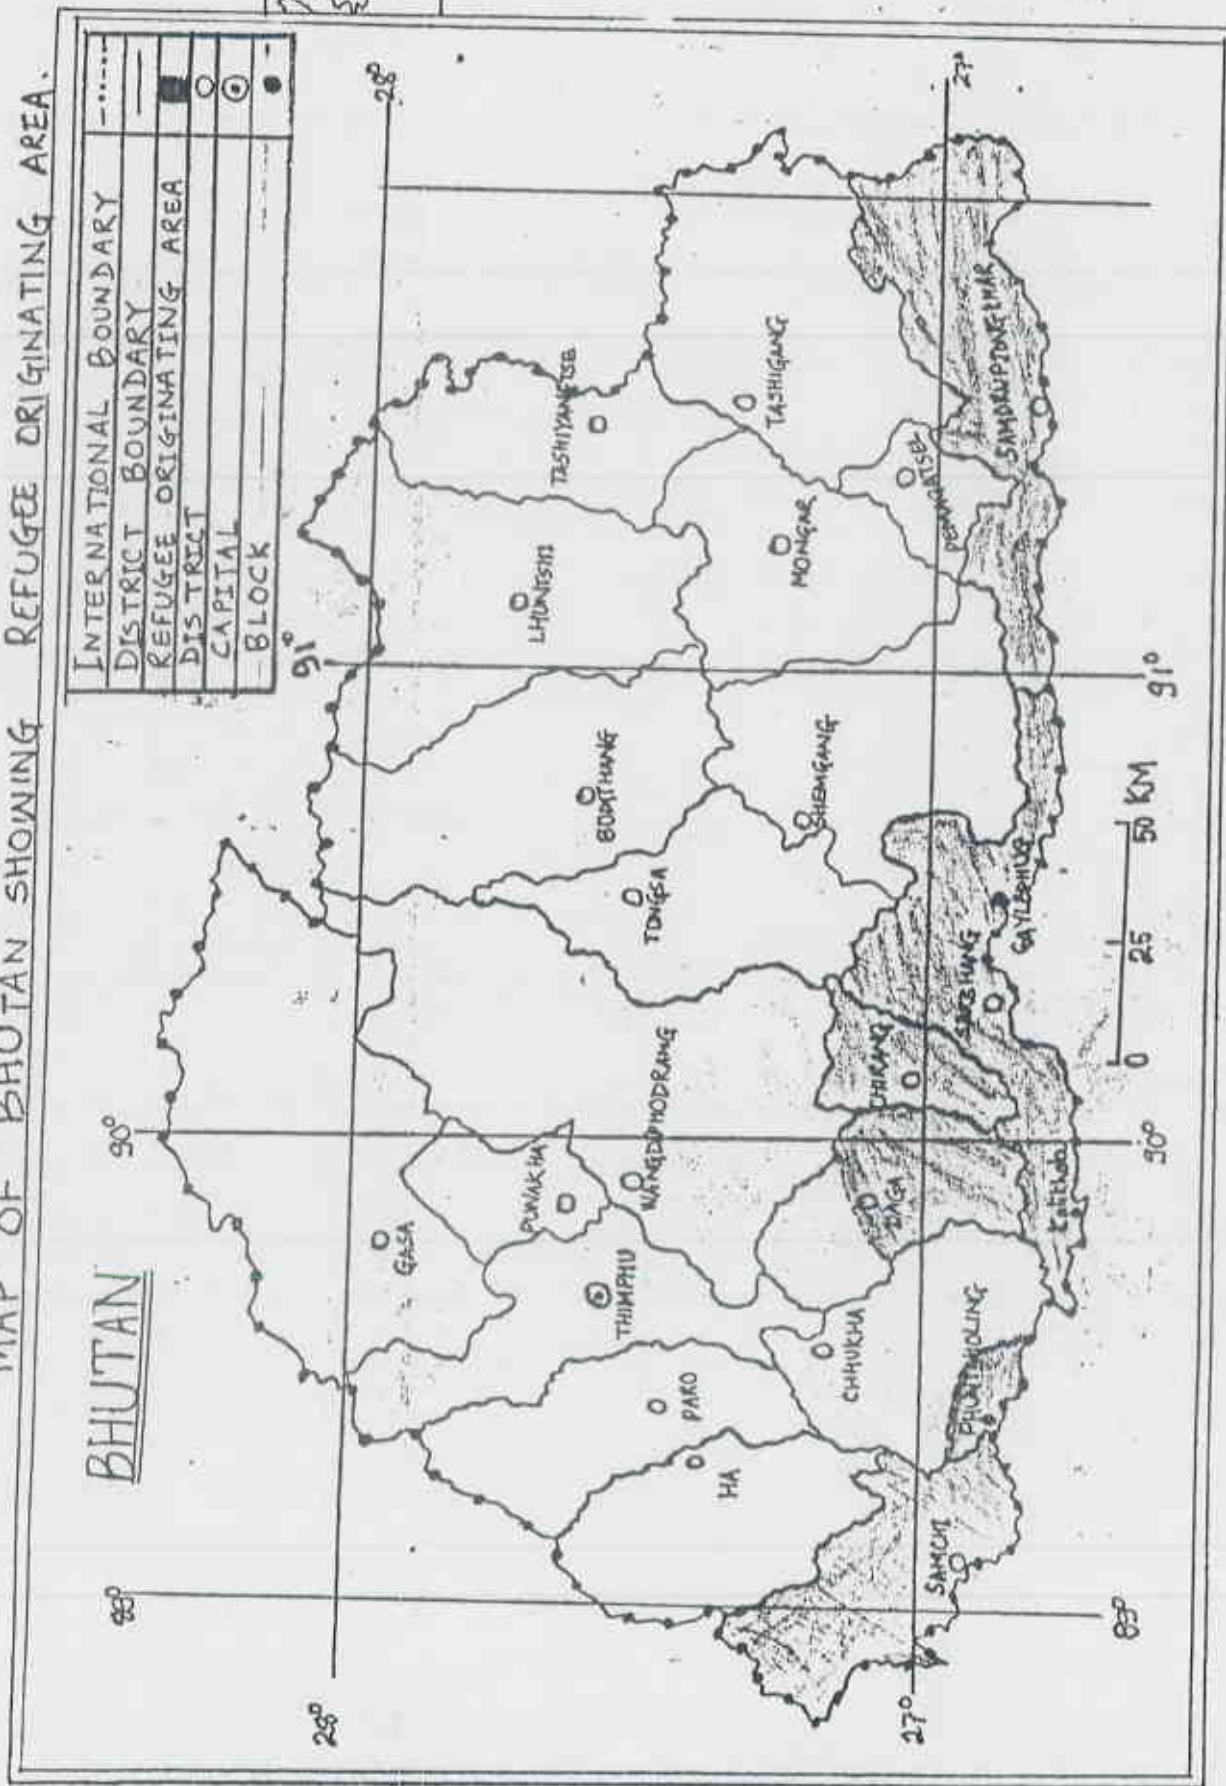 MAP OF BHUTAN SHOWING REFUGEE ORIGINATING AREA.
BHUTAN
INTERNATIONAL BOUNDARY
DISTRICT BOUNDARY
REFUGEE ORIGINATING AREA
DISTRICT
CAPITAL
BLOCK
89°
90°
91°
28°
28°
GASA
PUNAKHA
THIMPHU
PARO
HA
WANGDIPHODRANG
TONGSA
BUMTHANG
LHUNTSHI
TASHIYANGTSE
TASHIGANG
MONGAR
SHEMGANG
PEMAGATSEL
CHHUKHA
DAGA
CHIRANG
SARBHANG
GAYLEPHUG
SAMDRUPJONGKHAR
SAMCHI
PHUNTSHOLING
Kalikhola
27°
27°
89°
90°
91°
0 25 50 KM